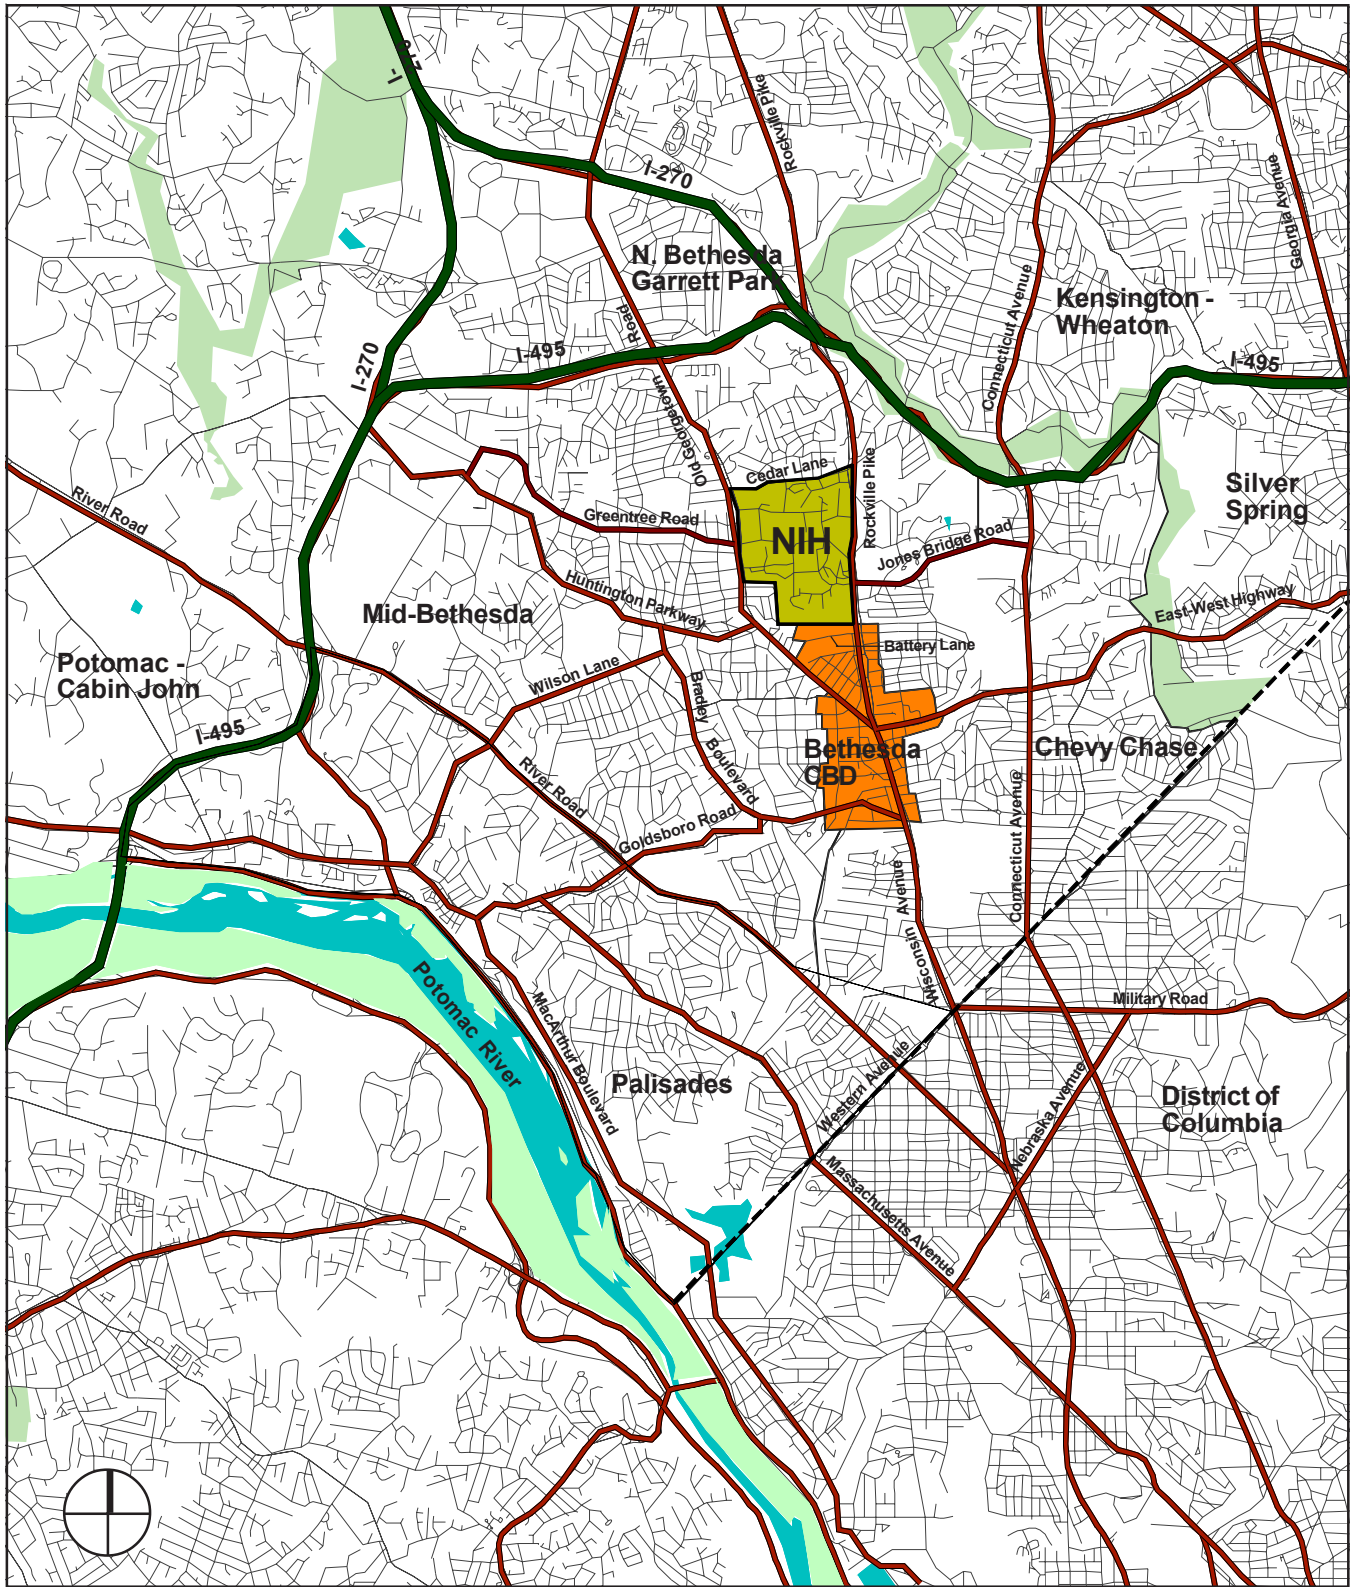 I-270
Rockville Pike
I-270
Georgia Avenue
N. Bethesda
Garrett Park
Connecticut Avenue
Kensington -
Wheaton
Road
I-495
I-270
I-495
Old Georgetown
Cedar Lane
Rockville Pike
River Road
Silver
Spring
Greentree Road
NIH
Jones Bridge Road
Huntington Parkway
East-West Highway
Mid-Bethesda
Battery Lane
Potomac -
Cabin John
Wilson Lane
Bradley
I-495
Boulevard
Bethesda
CBD
Chevy Chase
River Road
Goldsboro Road
Connecticut Avenue
Avenue
Wisconsin
Potomac River
MacArthur Boulevard
Military Road
Western Avenue
Palisades
Nebraska Avenue
District of
Columbia
Massachusetts Avenue